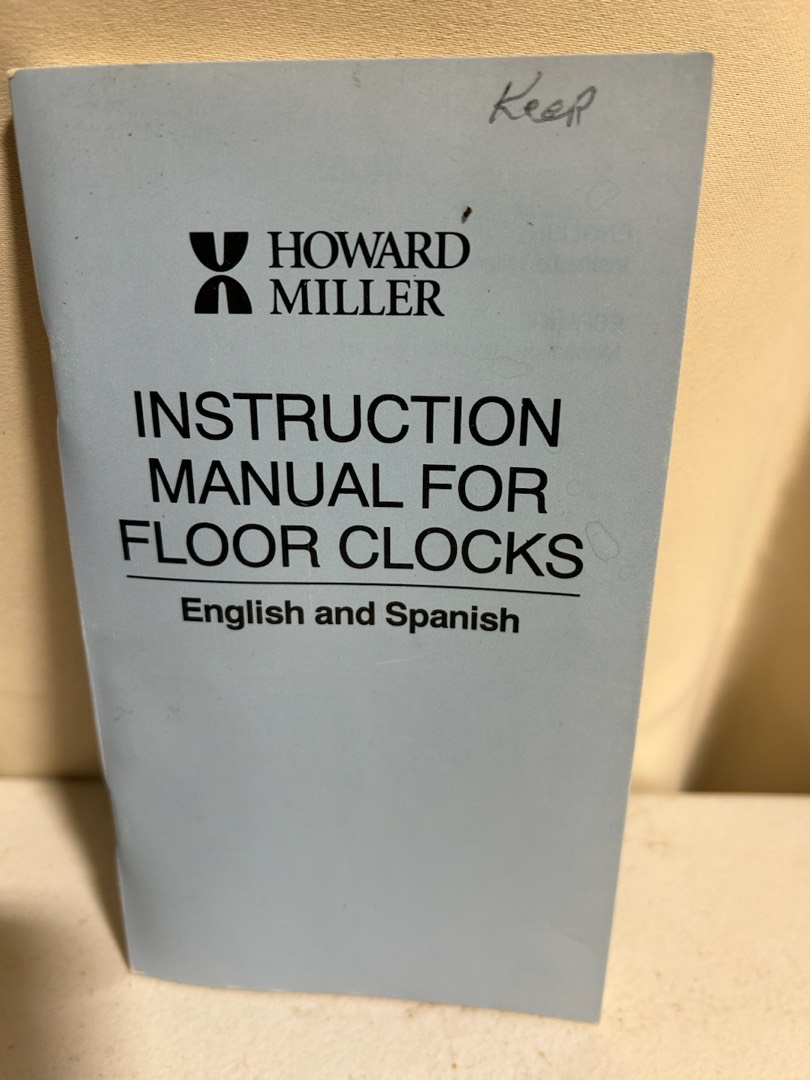 Keep
HOWARD
MILLER
INSTRUCTION
MANUAL FOR
FLOOR CLOCKS
English and Spanish